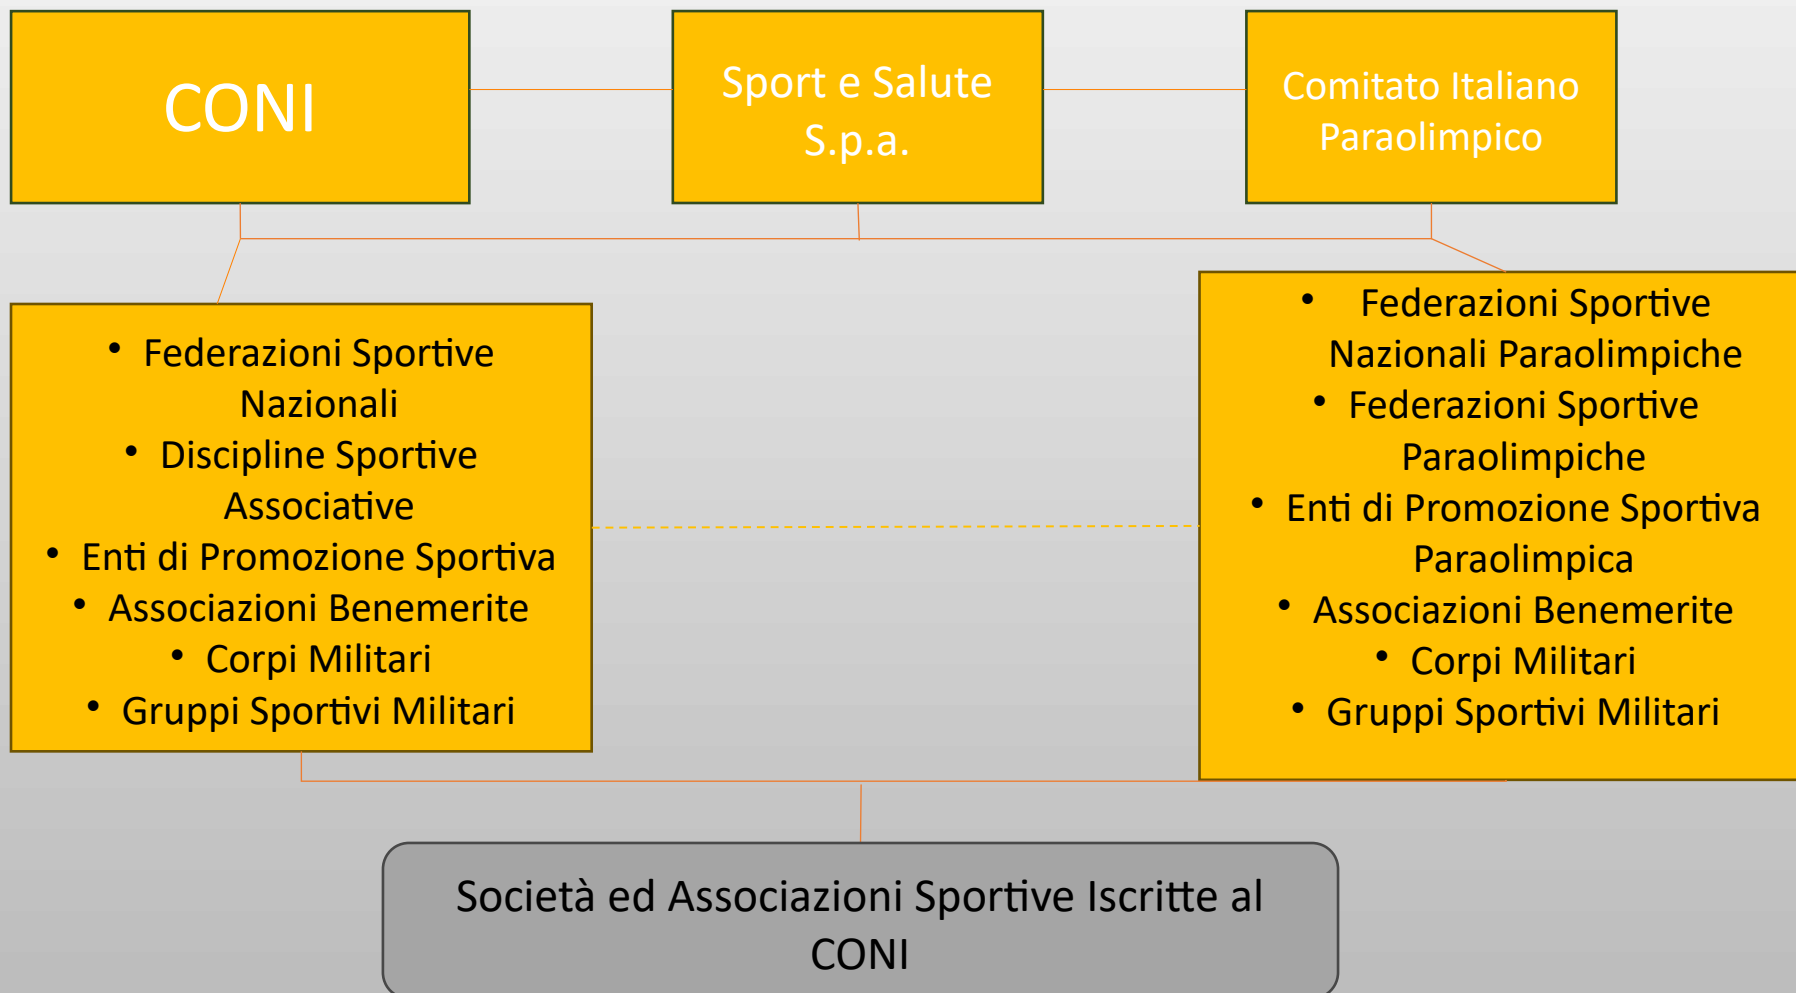 CONI
Sport e Salute
S.p.a.
Comitato Italiano
Paraolimpico
• Federazioni Sportive
Nazionali
• Discipline Sportive
Associative
• Enti di Promozione Sportiva
• Associazioni Benemerite
• Corpi Militari
• Gruppi Sportivi Militari
• Federazioni Sportive
Nazionali Paraolimpiche
• Federazioni Sportive
Paraolimpiche
• Enti di Promozione Sportiva
Paraolimpica
• Associazioni Benemerite
• Corpi Militari
• Gruppi Sportivi Militari
Società ed Associazioni Sportive Iscritte al
CONI